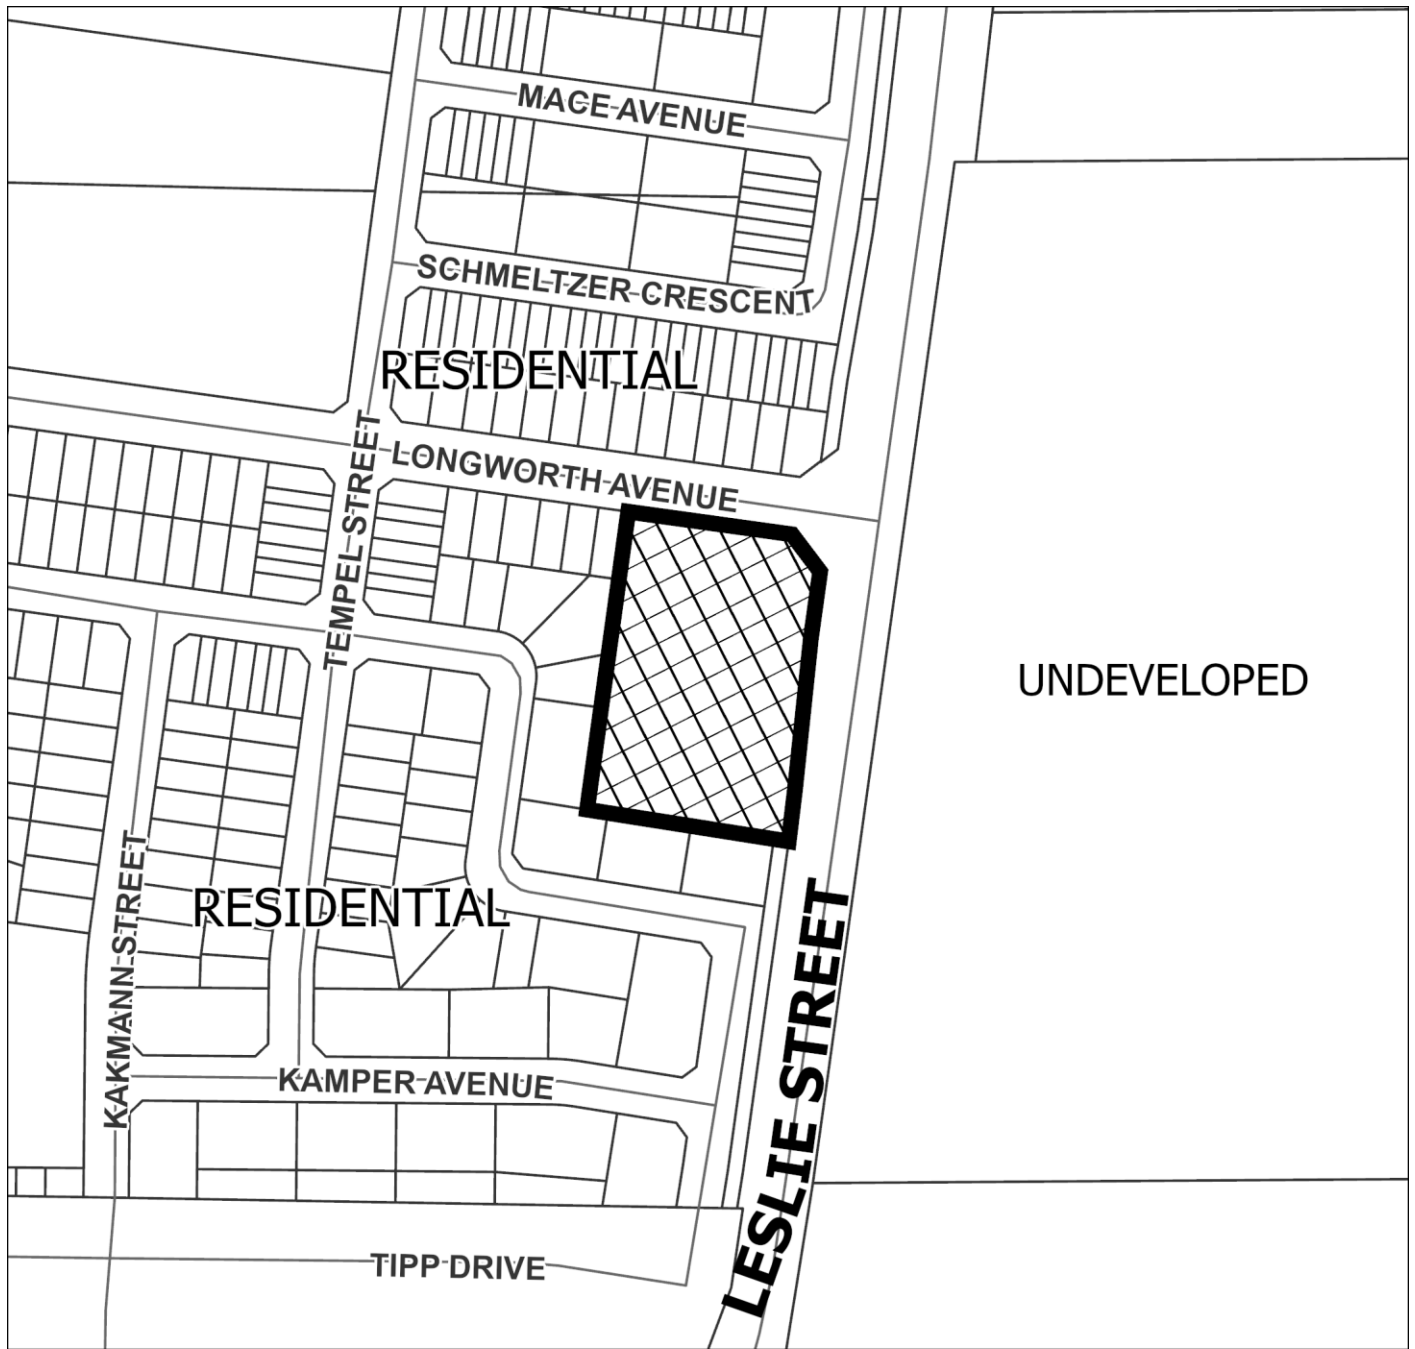 MACE AVENUE
SCHMELTZER CRESCENT
RESIDENTIAL
LONGWORTH AVENUE
TEMPEL STREET
UNDEVELOPED
RESIDENTIAL
KAKMANN STREET
LESLIE STREET
KAMPER AVENUE
TIPP DRIVE